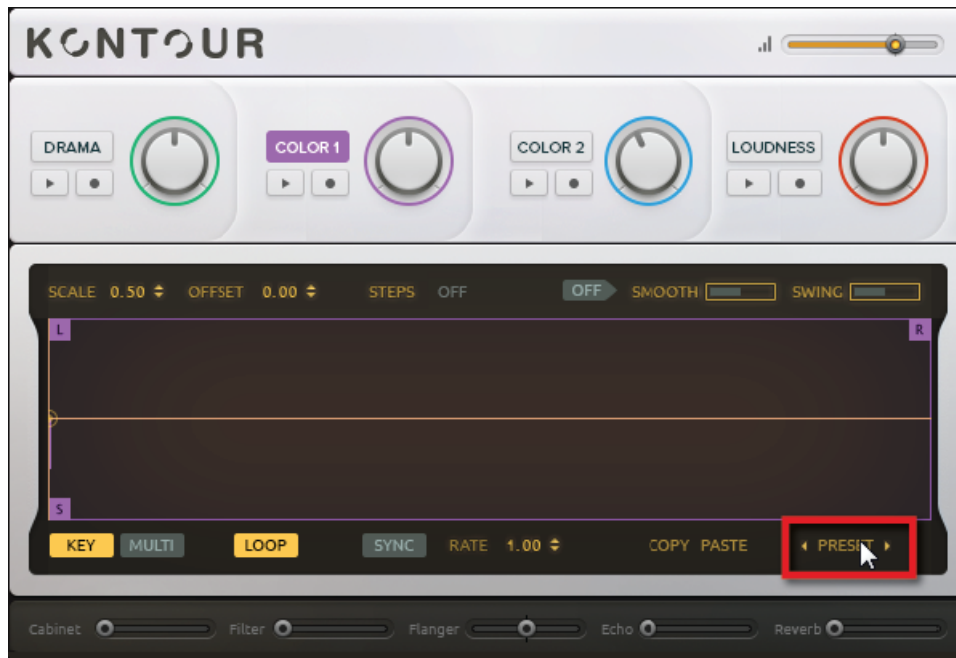 KONTOUR
DRAMA COLOR 1 COLOR 2 LOUDNESS
SCALE 0.50 OFFSET 0.00 STEPS OFF OFF SMOOTH SWING
L R
S
KEY MULTI LOOP SYNC RATE 1.00 COPY PASTE PRESET
Cabinet Filter Flanger Echo Reverb